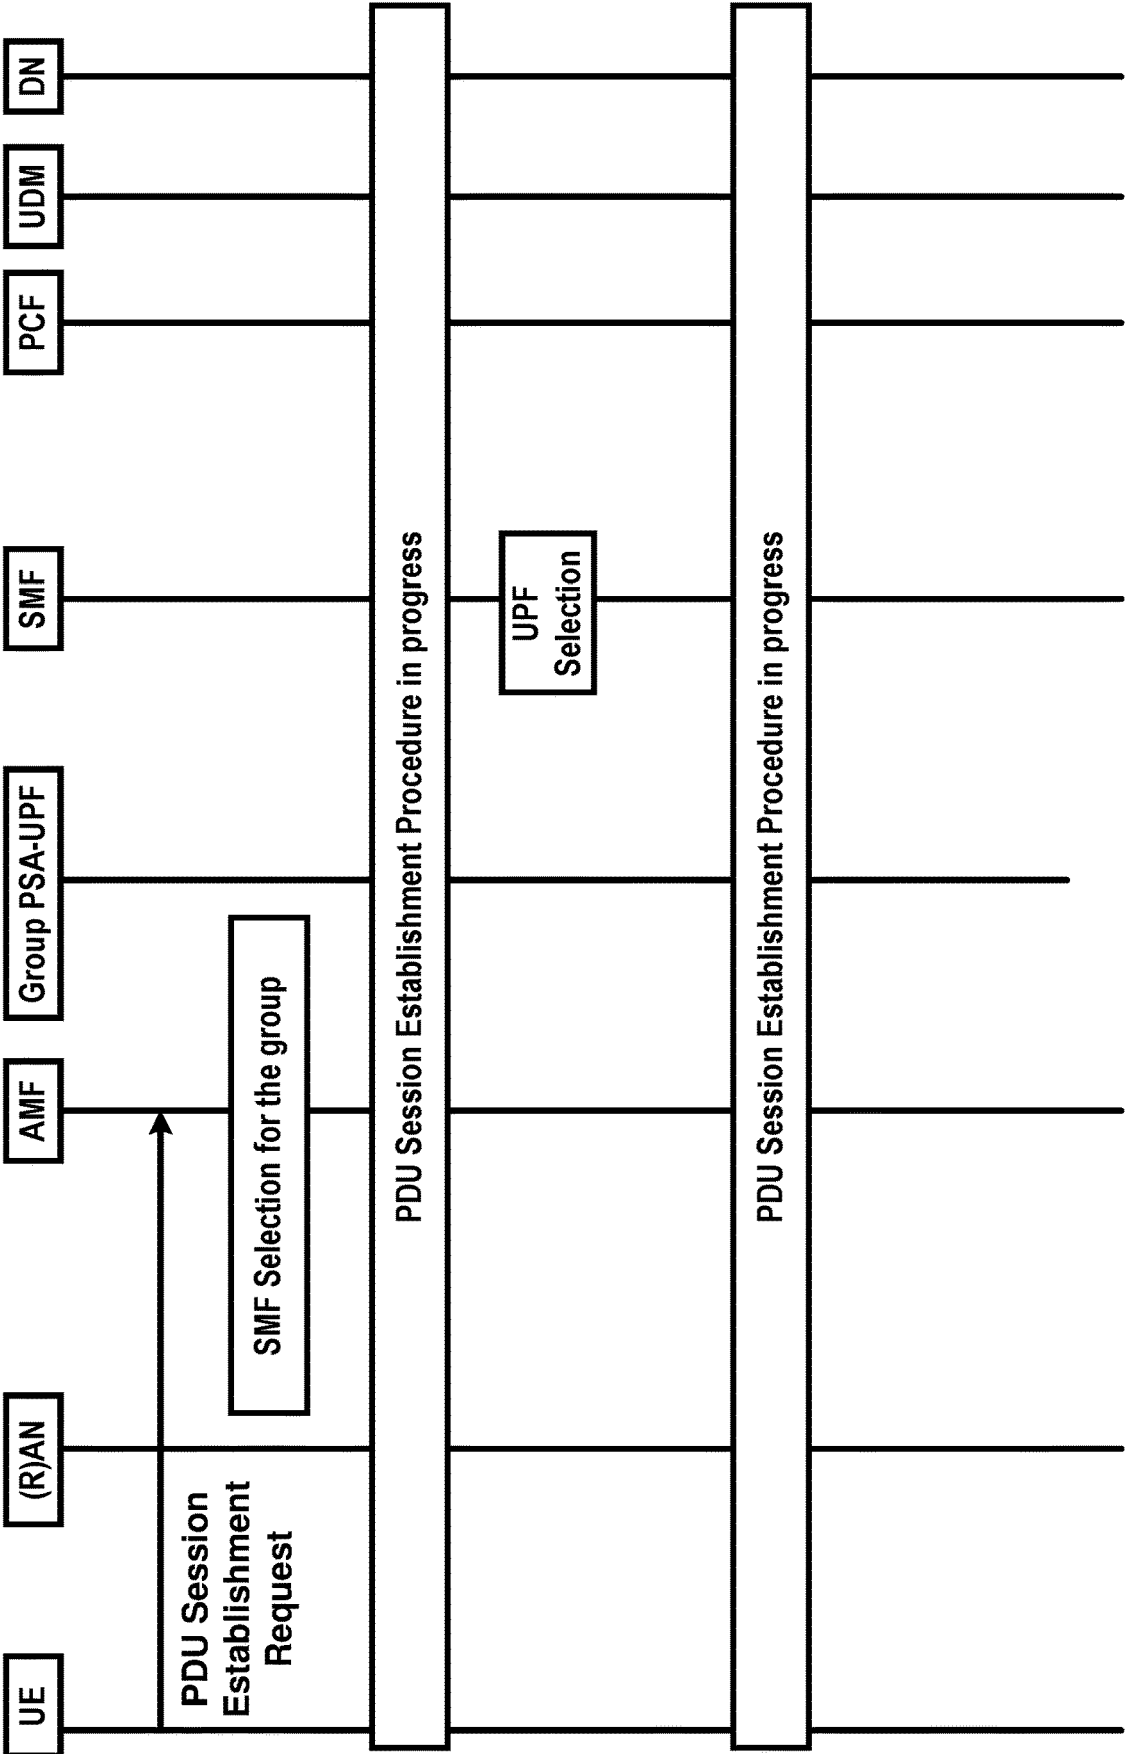 UE
(R)AN
AMF
Group PSA-UPF
SMF
PCF
UDM
DN
PDU Session
Establishment
Request
SMF Selection for the group
PDU Session Establishment Procedure in progress
UPF
Selection
PDU Session Establishment Procedure in progress